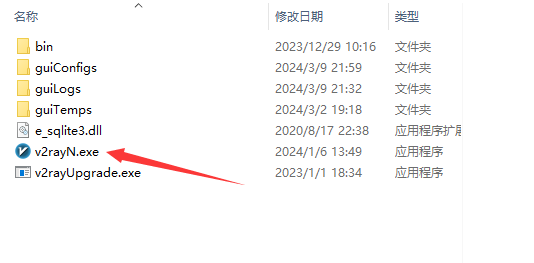 名称 修改日期 类型
bin 2023/12/29 10:16 文件夹
guiConfigs 2024/3/9 21:59 文件夹
guiLogs 2024/3/9 21:32 文件夹
guiTemps 2024/3/2 19:18 文件夹
e_sqlite3.dll 2020/8/17 22:38 应用程序扩展
v2rayN.exe 2024/1/6 13:49 应用程序
v2rayUpgrade.exe 2023/1/1 18:34 应用程序